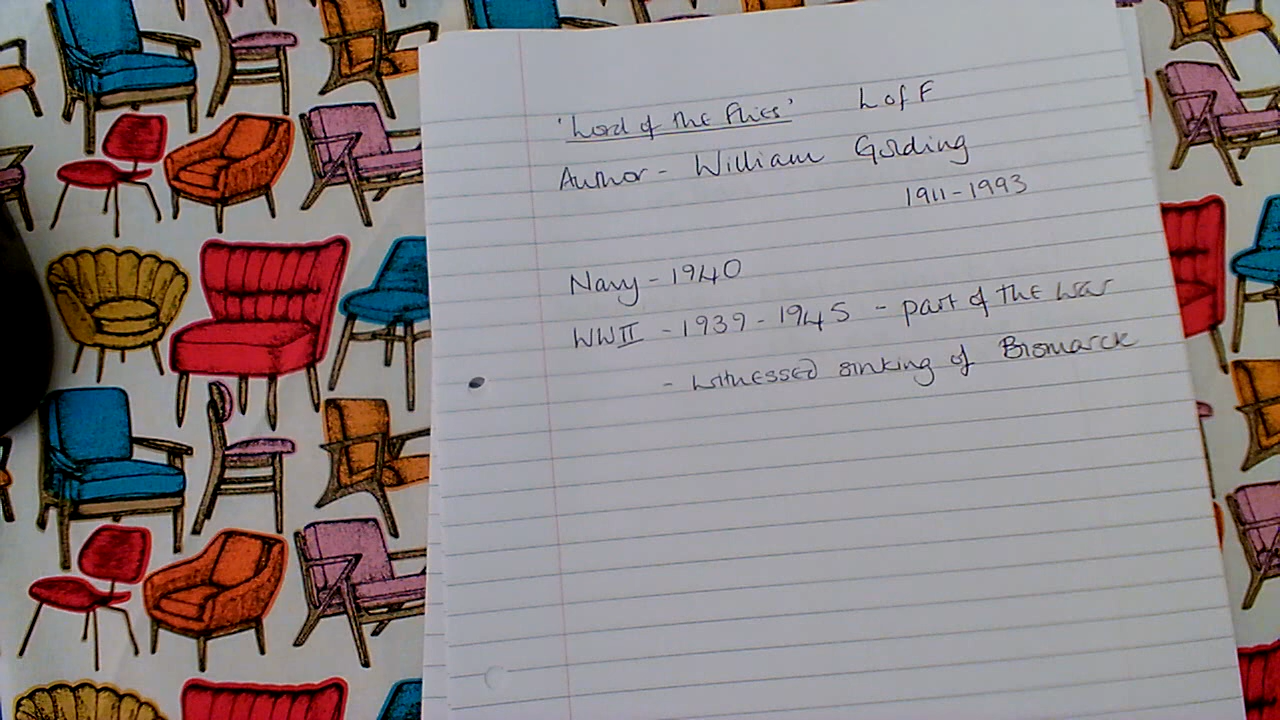 'Lord of the Flies' L of F
Author - William Golding
1911-1993
Navy - 1940
WWII - 1939 - 1945 - part of the war
- witnessed sinking of Bismarck